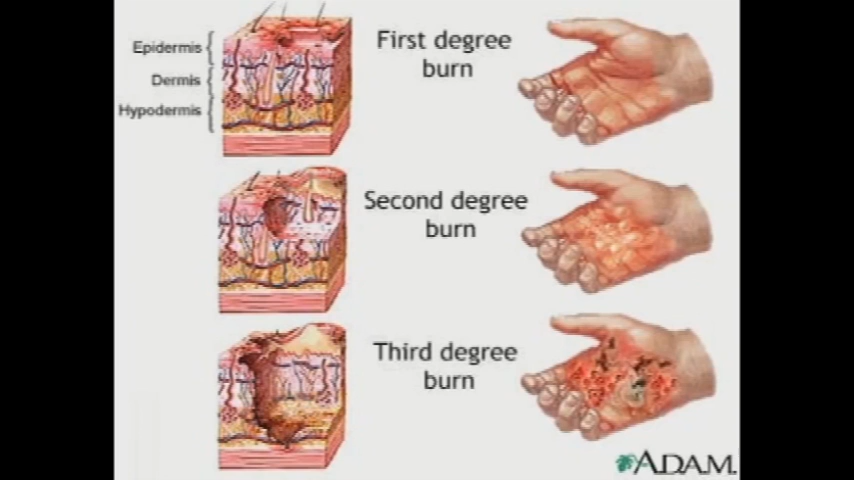 Epidermis
Dermis
Hypodermis
First degree
burn
Second degree
burn
Third degree
burn
ADAM.